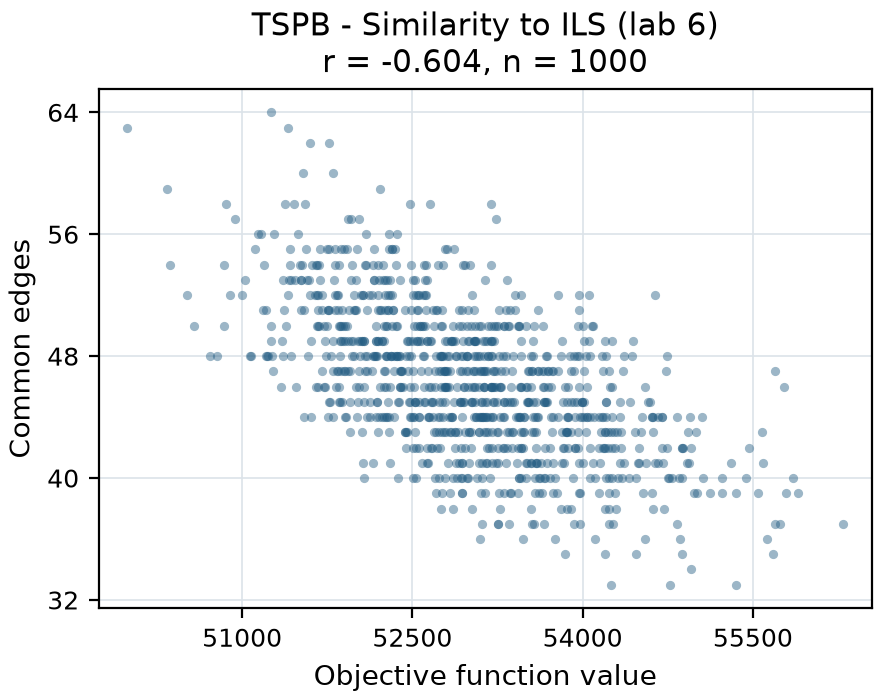 TSPB - Similarity to ILS (lab 6)
r = -0.604, n = 1000
64
56
48
40
32
Common edges
51000 52500 54000 55500
Objective function value